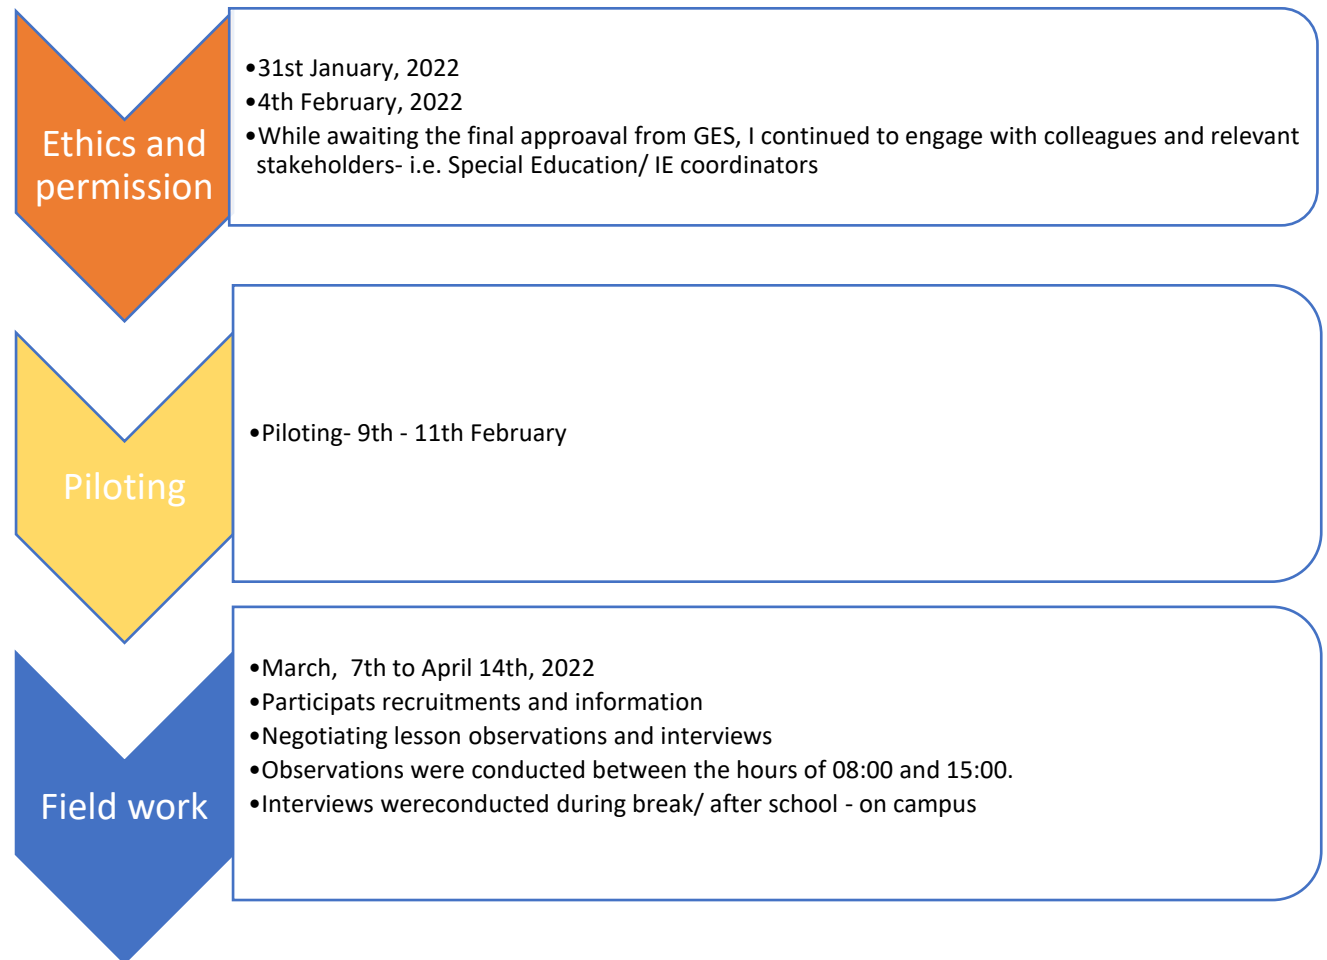 Ethics and
permission
•31st January, 2022
•4th February, 2022
•While awaiting the final approaval from GES, I continued to engage with colleagues and relevant
stakeholders- i.e. Special Education/ IE coordinators
Piloting
•Piloting- 9th - 11th February
Field work
•March,  7th to April 14th, 2022
•Participats recruitments and information
•Negotiating lesson observations and interviews
•Observations were conducted between the hours of 08:00 and 15:00.
•Interviews wereconducted during break/ after school - on campus